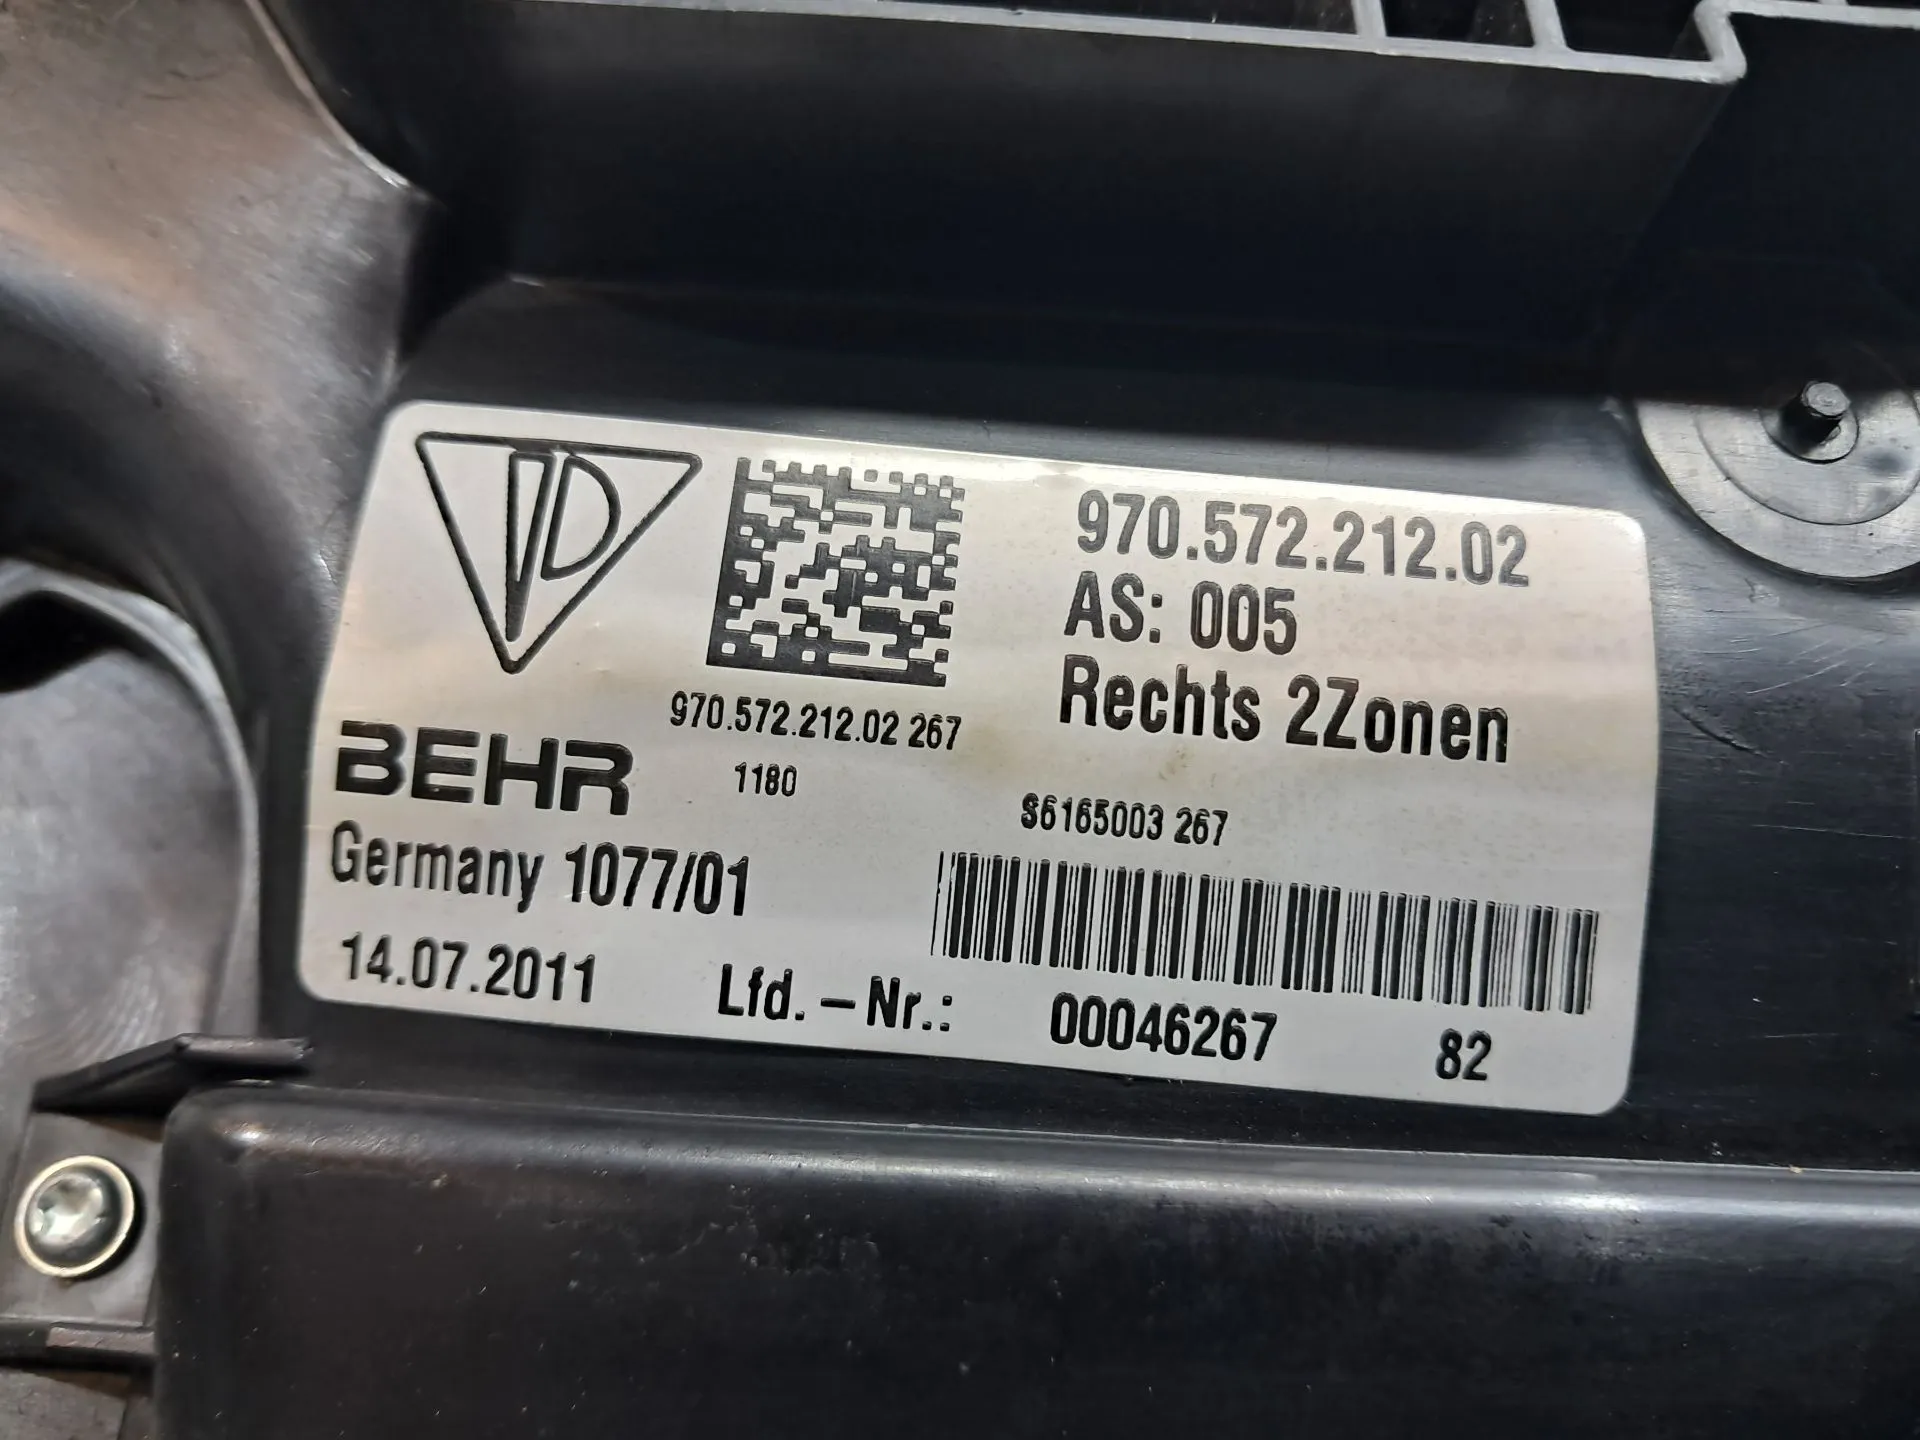 970.572.212.02
AS: 005
Rechts 2Zonen
970.572.212.02 267
1180
BEHR
S6165003 267
Germany 1077/01
14.07.2011
Lfd. -Nr.: 00046267 82